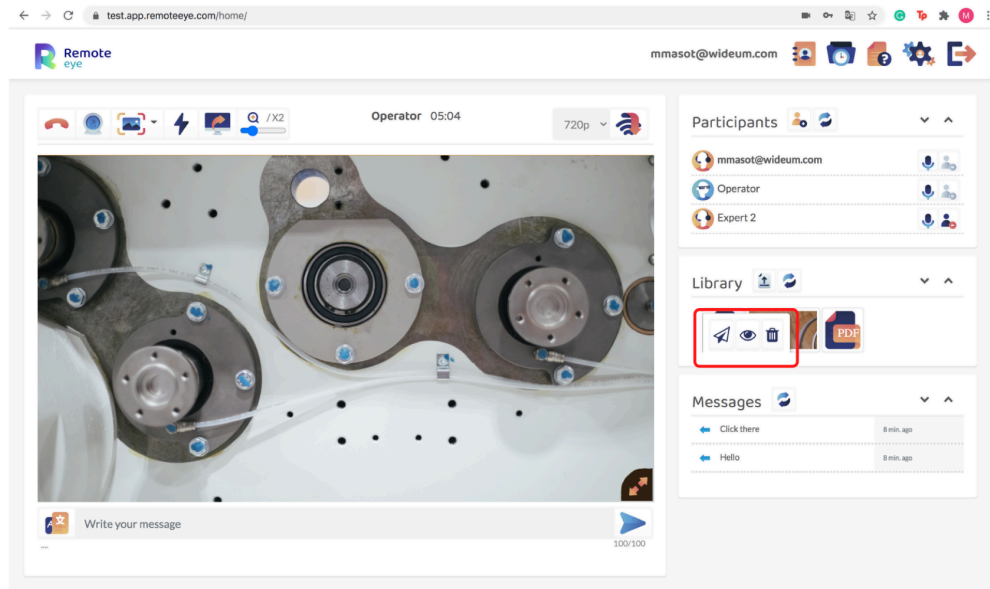 test.app.remoteeye.com/home/
M
Remote
eye
mmasot@wideum.com
/X2
Operator 05:04
720p
Participants
mmasot@wideum.com
Operator
Expert 2
Library
PDF
Messages
Click there 8 min. ago
Hello 8 min. ago
A 文
Write your message
100/100
...